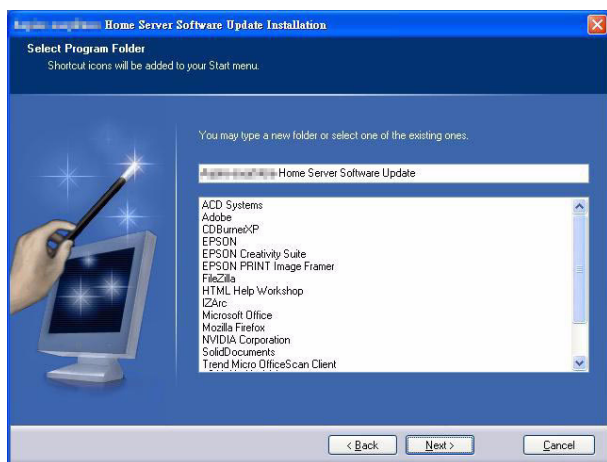 Home Server Software Update Installation
Select Program Folder
Shortcut icons will be added to your Start menu.
You may type a new folder or select one of the existing ones.
Home Server Software Update
ACD Systems
Adobe
CDBurnerXP
EPSON
EPSON Creativity Suite
EPSON PRINT Image Framer
FileZilla
HTML Help Workshop
IZArc
Microsoft Office
Mozilla Firefox
NVIDIA Corporation
SolidDocuments
Trend Micro OfficeScan Client
< Back
Next >
Cancel